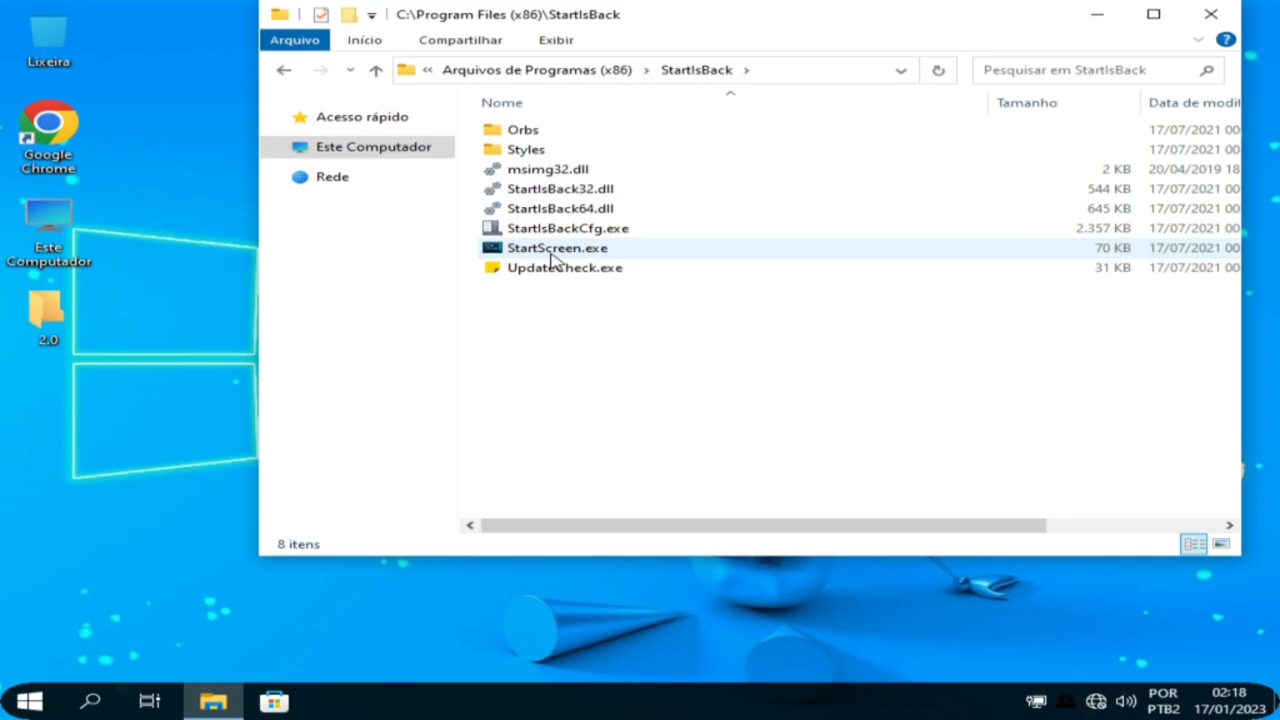 Lixeira
Google
Chrome
Este
Computador
2.0
C:\Program Files (x86)\StartIsBack
Arquivo
Início
Compartilhar
Exibir
Arquivos de Programas (x86)
StartIsBack
Pesquisar em StartIsBack
Acesso rápido
Este Computador
Rede
Nome
Tamanho
Data de modif
Orbs
17/07/2021 00
Styles
17/07/2021 00
msimg32.dll
2 KB
20/04/2019 18
StartIsBack32.dll
544 KB
17/07/2021 00
StartIsBack64.dll
645 KB
17/07/2021 00
StartIsBackCfg.exe
2.357 KB
17/07/2021 00
StartScreen.exe
70 KB
17/07/2021 00
UpdateCheck.exe
31 KB
17/07/2021 00
8 itens
POR
PTB2
02:18
17/01/2023